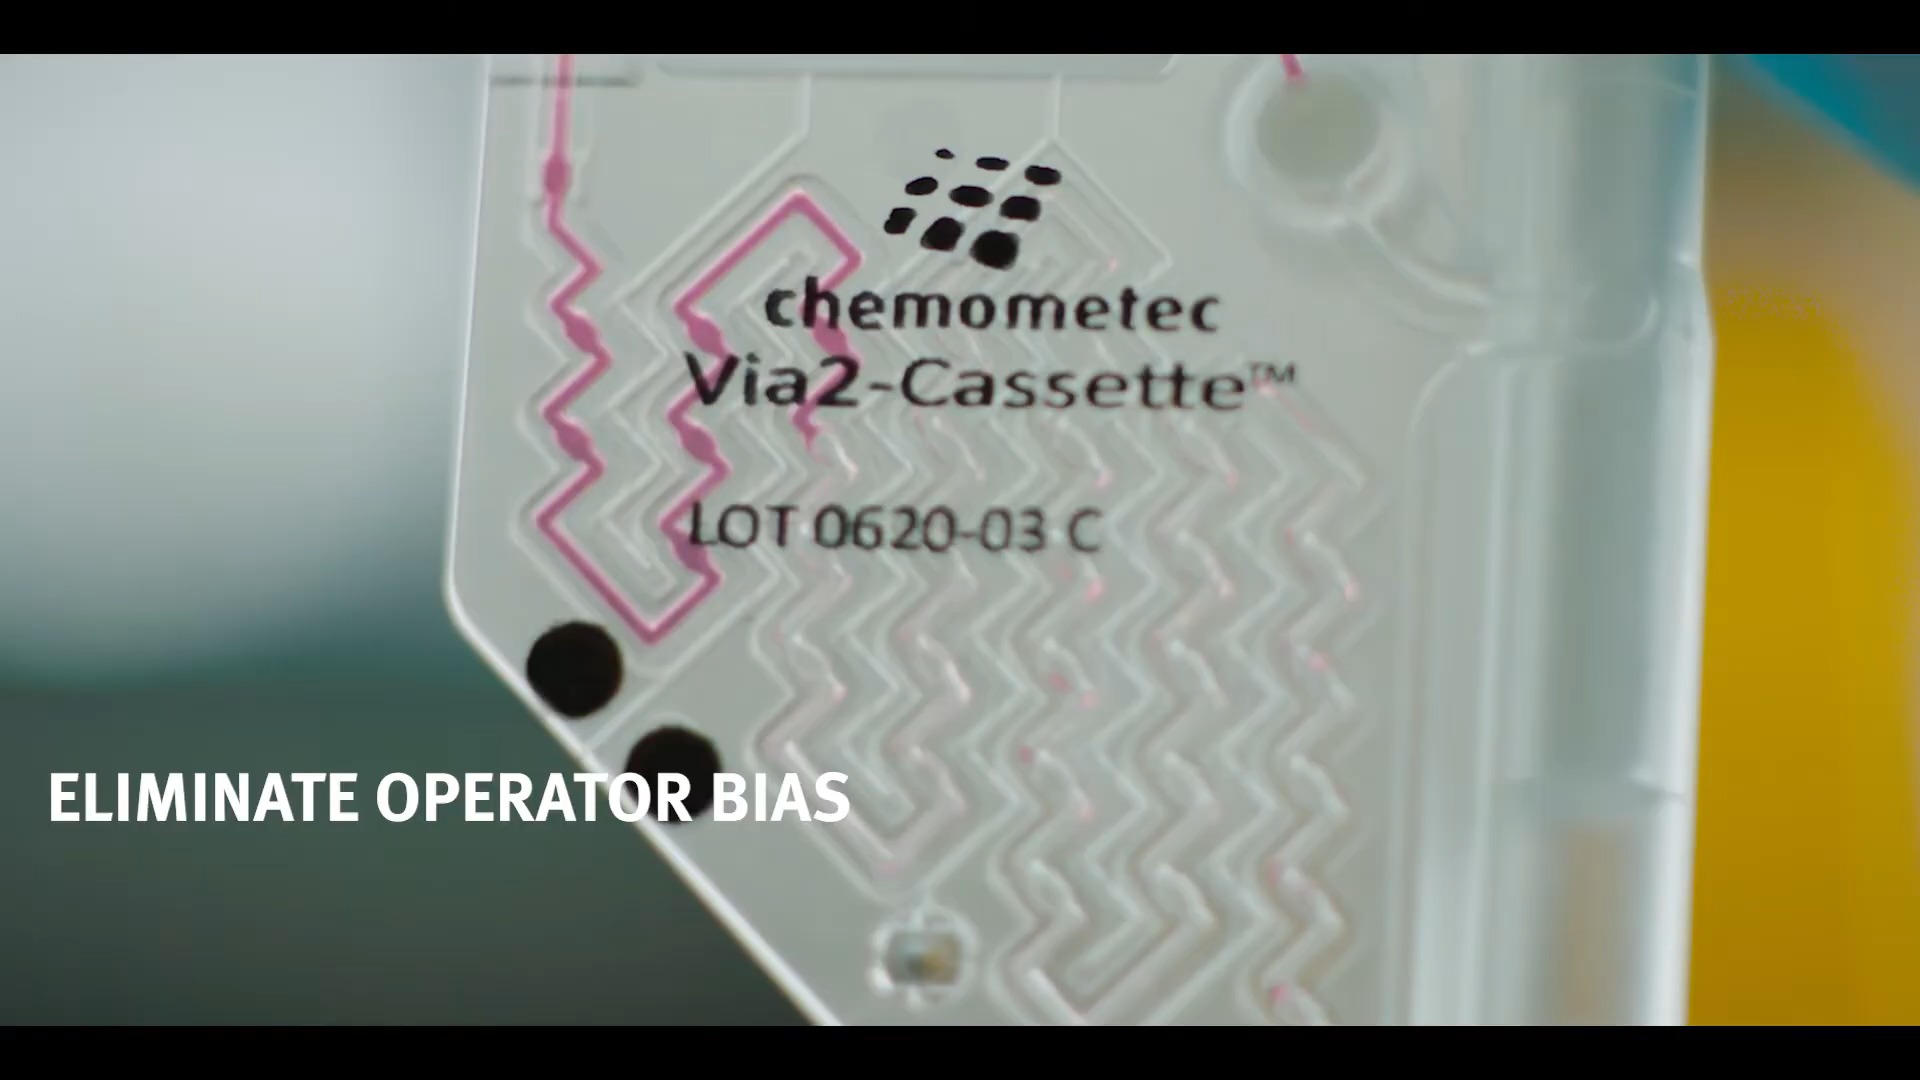 chemometec
Via2-Cassette™
LOT 0620-03 C
ELIMINATE OPERATOR BIAS